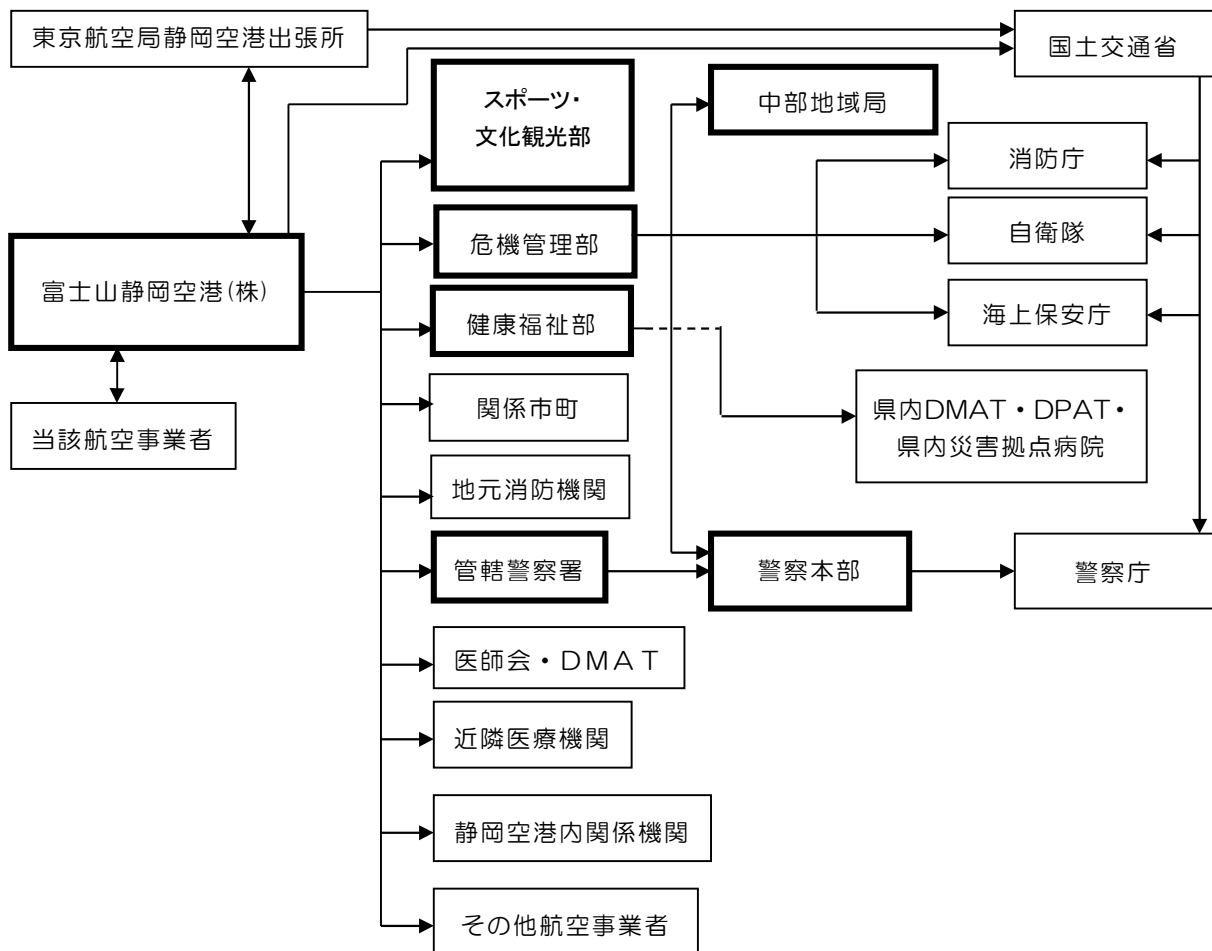 東京航空局静岡空港出張所
国土交通省
スポーツ・
文化観光部
中部地域局
消防庁
危機管理部
自衛隊
富士山静岡空港(株)
健康福祉部
海上保安庁
関係市町
県内DMAT・DPAT・
県内災害拠点病院
当該航空事業者
地元消防機関
管轄警察署
警察本部
警察庁
医師会・DMAT
近隣医療機関
静岡空港内関係機関
その他航空事業者